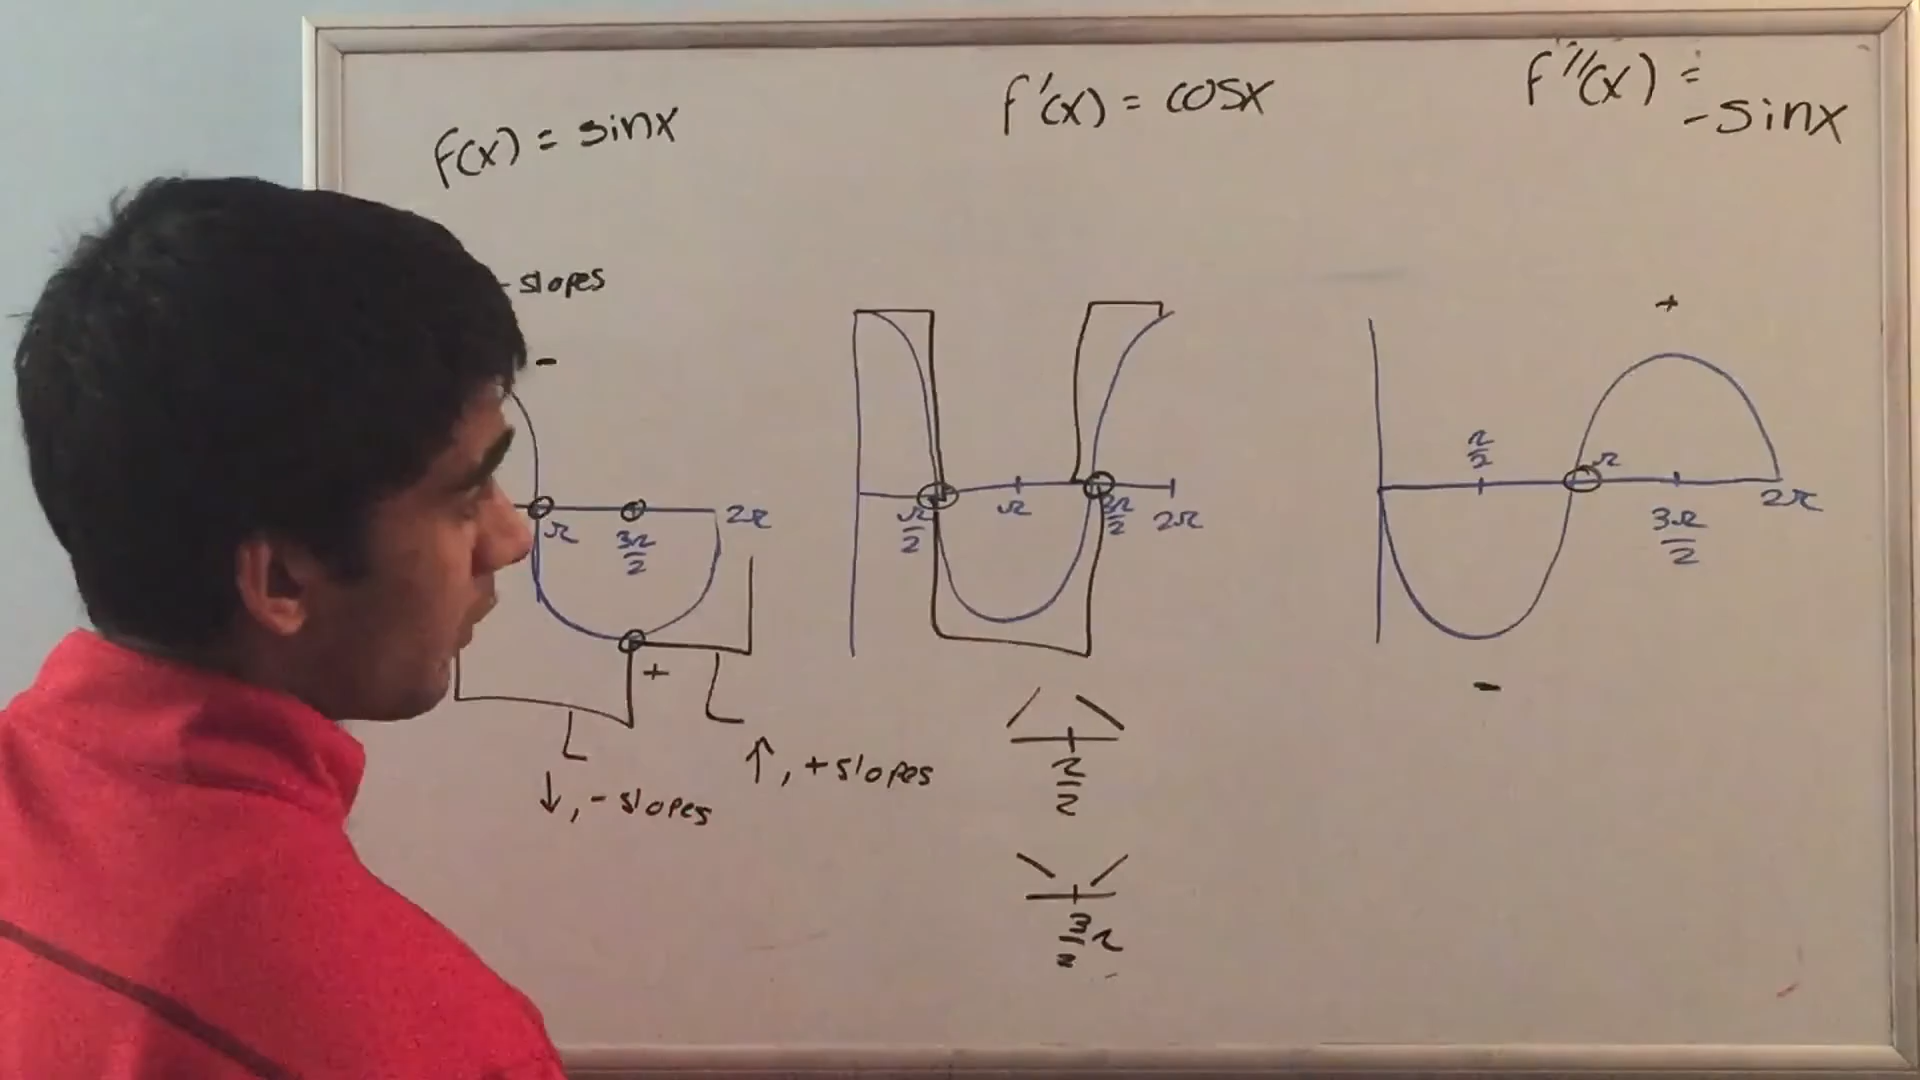 f(x) = sinx
f'(x) = cosx
f''(x) =
-sinx
- slopes
-
π
3π/2
2π
+
↓, - slopes
↑, + slopes
π/2
π
3π/2
2π
π/2
3/2 π
+
π/2
π
3π/2
2π
-